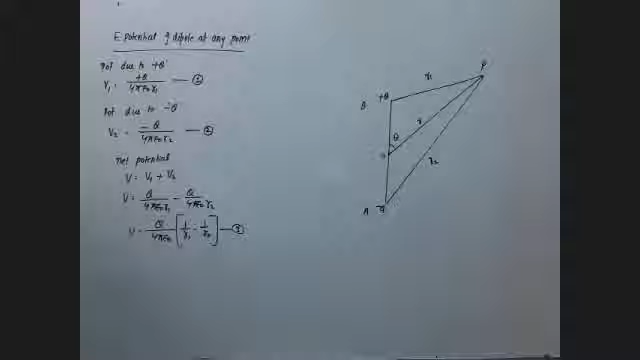 E. potential of dipole at any point
Pot due to +Q
V₁ = +Q / 4πε₀r₁ — ①
Pot due to -Q
V₂ = -Q / 4πε₀r₂ — ②
Net potential
V = V₁ + V₂
V = Q / 4πε₀r₁ - Q / 4πε₀r₂
V = Q / 4πε₀ [1/r₁ - 1/r₂] — ③
P
r₁
B +Q
r
θ
r₂
A